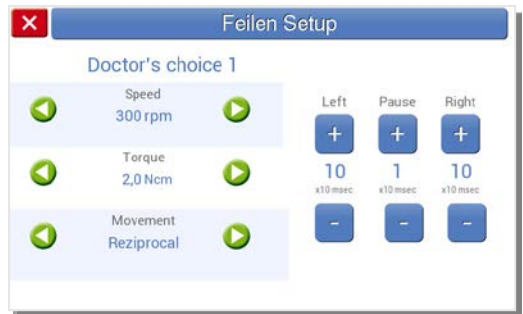 Feilen Setup
Doctor's choice 1
Speed
300 rpm
Torque
2,0 Ncm
Movement
Reziprocal
Left Pause Right
+ + +
10 1 10
x10 msec x10 msec x10 msec
- - -